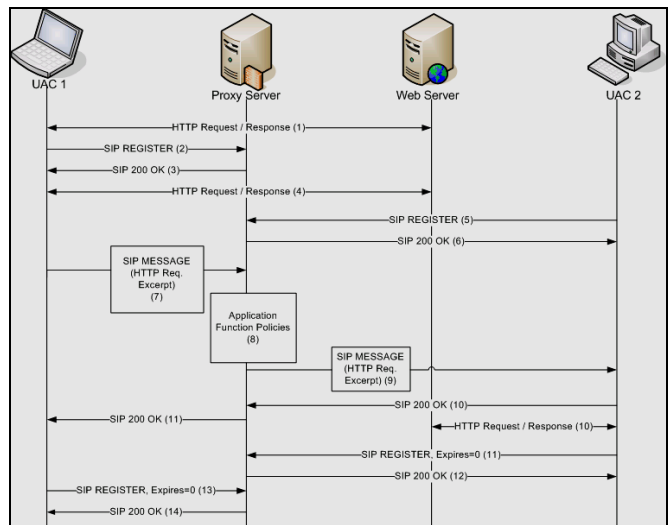 UAC 1
Proxy Server
Web Server
UAC 2
HTTP Request / Response (1)
SIP REGISTER (2)
SIP 200 OK (3)
HTTP Request / Response (4)
SIP REGISTER (5)
SIP 200 OK (6)
SIP MESSAGE
(HTTP Req.
Excerpt)
(7)
Application
Function Policies
(8)
SIP MESSAGE
(HTTP Req.
Excerpt) (9)
SIP 200 OK (10)
SIP 200 OK (11)
HTTP Request / Response (10)
SIP REGISTER, Expires=0 (11)
SIP 200 OK (12)
SIP REGISTER, Expires=0 (13)
SIP 200 OK (14)